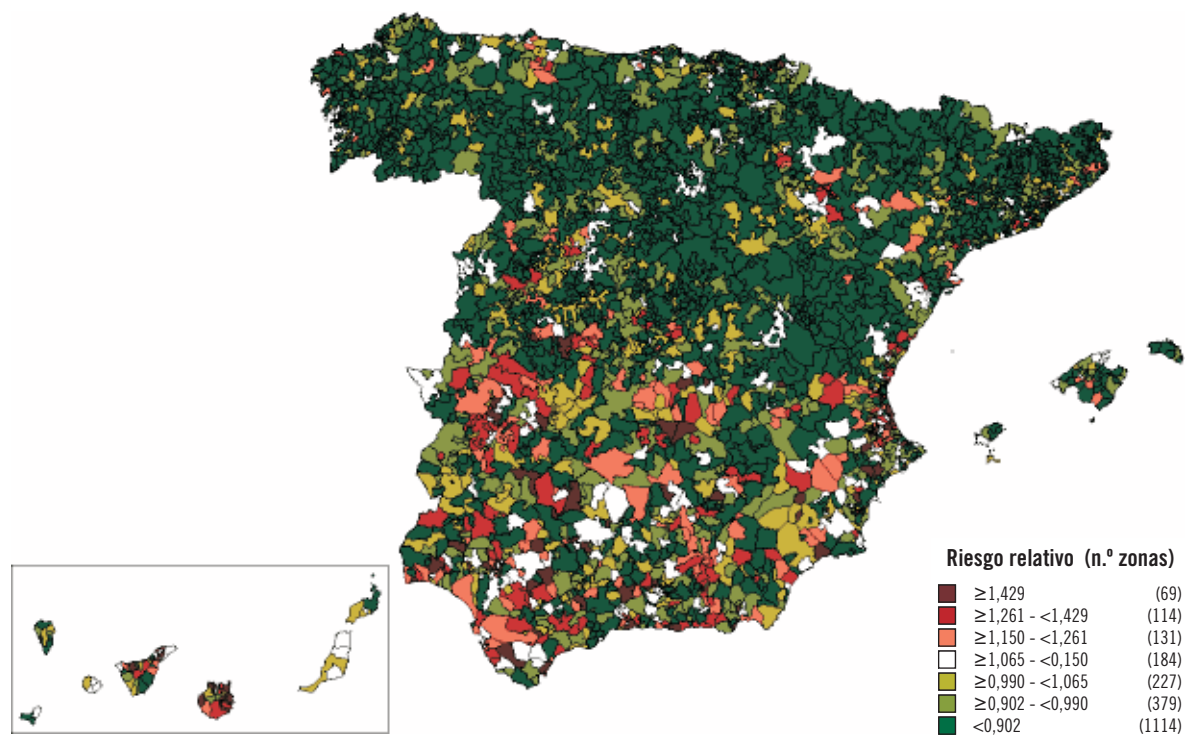 Riesgo relativo (n.º zonas)
≥1,429 (69)
≥1,261 - <1,429 (114)
≥1,150 - <1,261 (131)
≥1,065 - <0,150 (184)
≥0,990 - <1,065 (227)
≥0,902 - <0,990 (379)
<0,902 (1114)